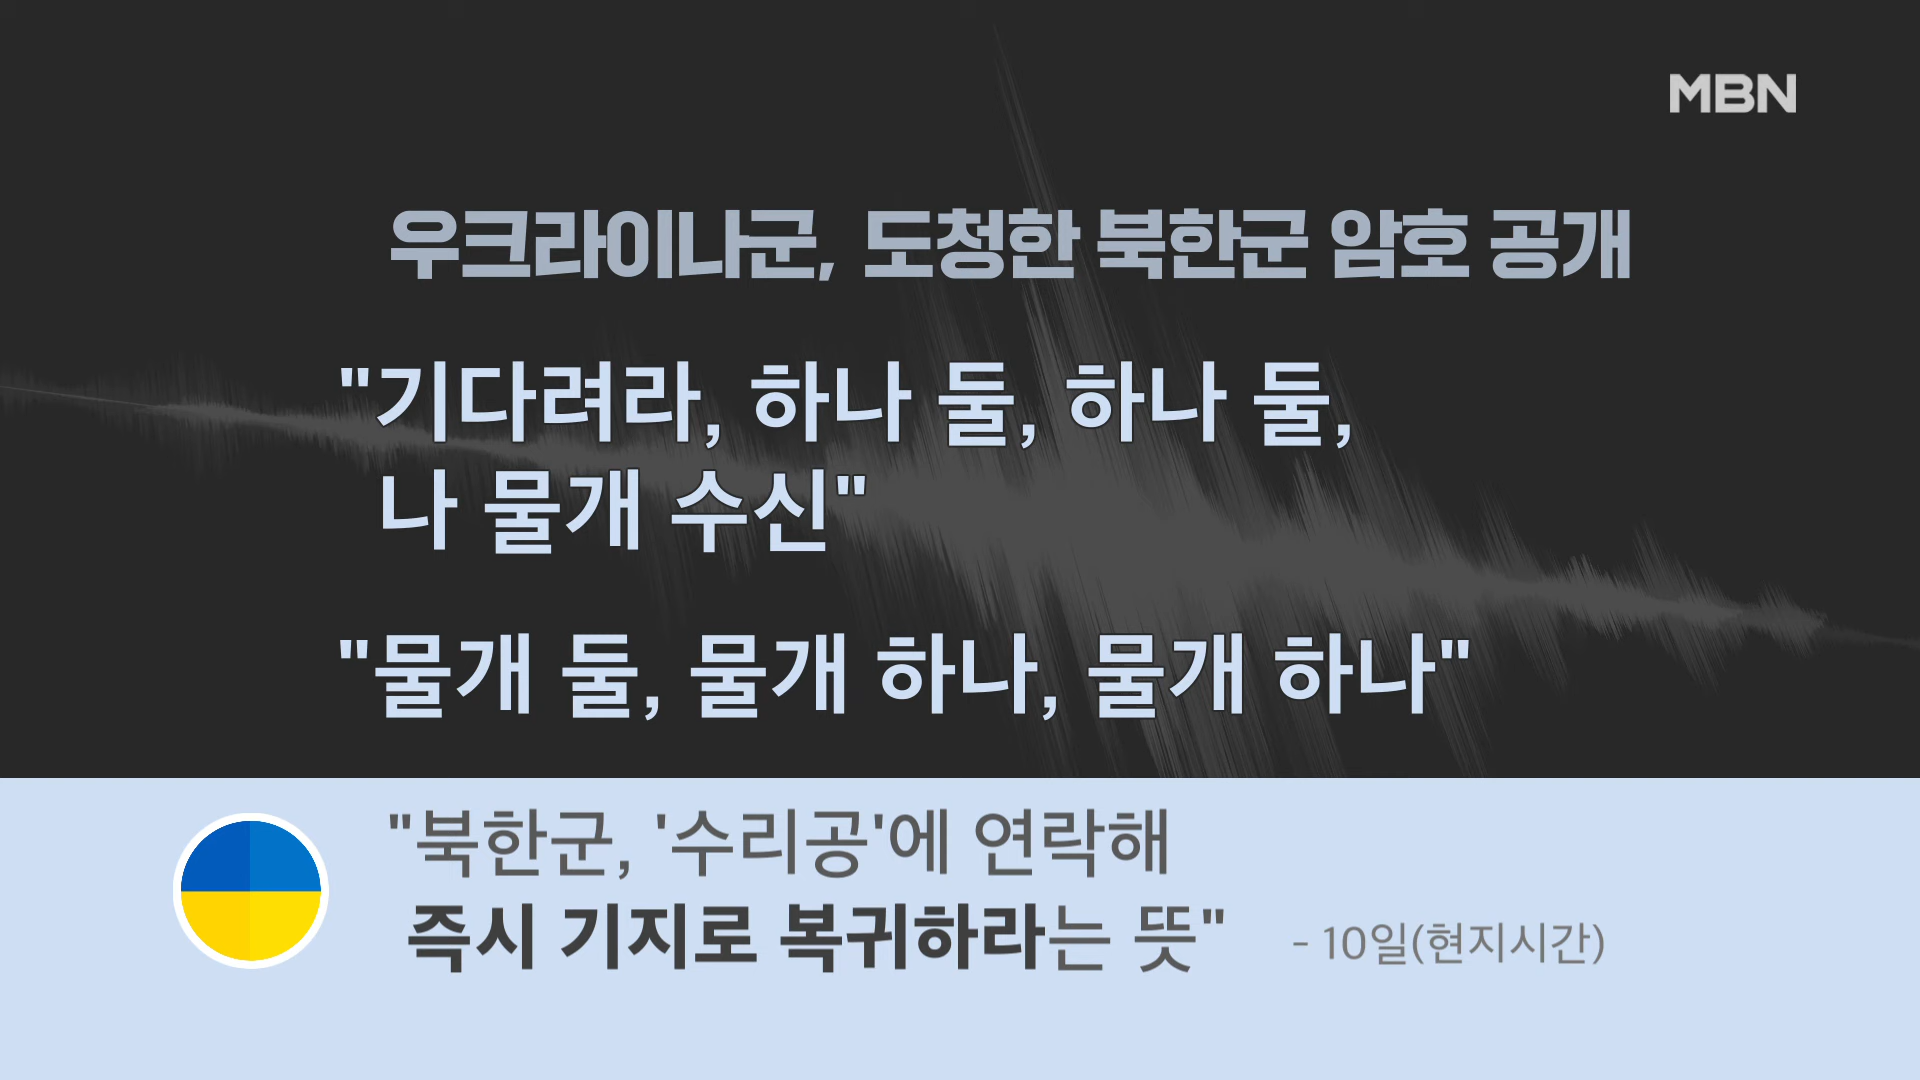 MBN
우크라이나군, 도청한 북한군 암호 공개
"기다려라, 하나 둘, 하나 둘,
나 물개 수신"
"물개 둘, 물개 하나, 물개 하나"
"북한군, '수리공'에 연락해
즉시 기지로 복귀하라는 뜻" - 10일(현지시간)